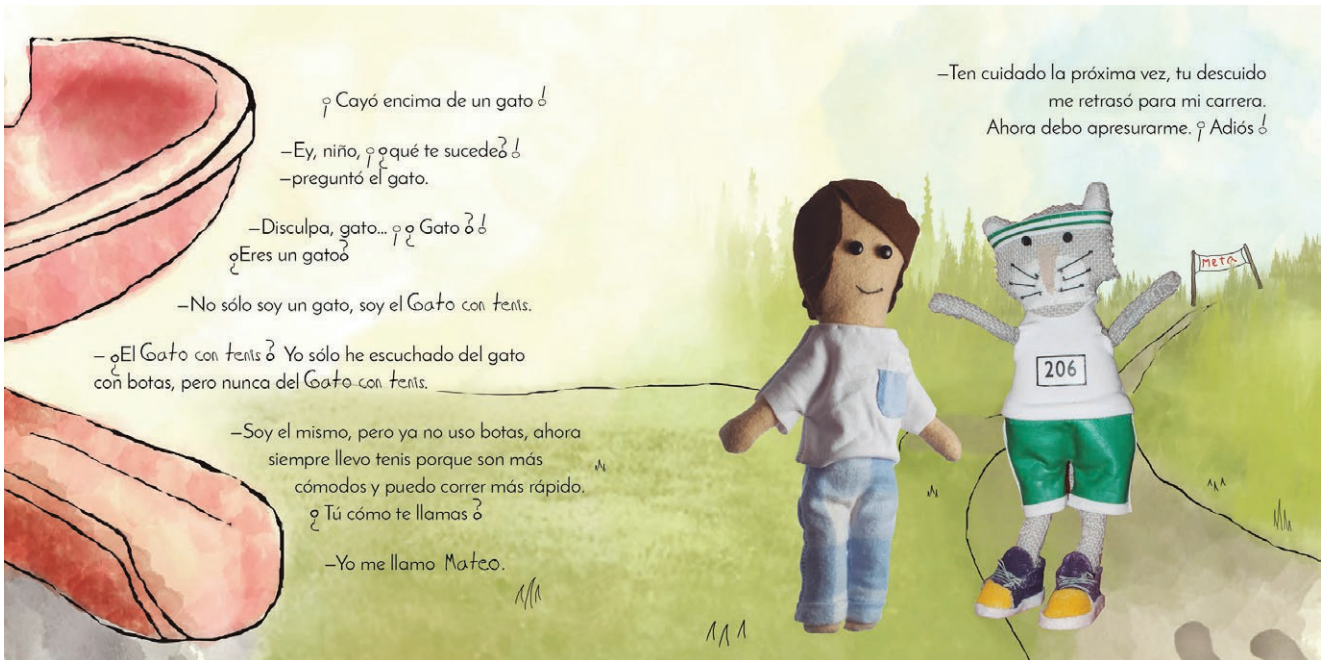 ¡Cayó encima de un gato!
—Ey, niño, ¡¿qué te sucede?!
—preguntó el gato.
—Disculpa, gato... ¡¿Gato?!
¿Eres un gato?
—No sólo soy un gato, soy el Gato con tenis.
— ¿El Gato con tenis? Yo sólo he escuchado del gato
con botas, pero nunca del Gato con tenis.
—Soy el mismo, pero ya no uso botas, ahora
siempre llevo tenis porque son más
cómodos y puedo correr más rápido.
¿Tú cómo te llamas?
—Yo me llamo Mateo.
—Ten cuidado la próxima vez, tu descuido
me retrasó para mi carrera.
Ahora debo apresurarme. ¡Adiós!
Meta
206